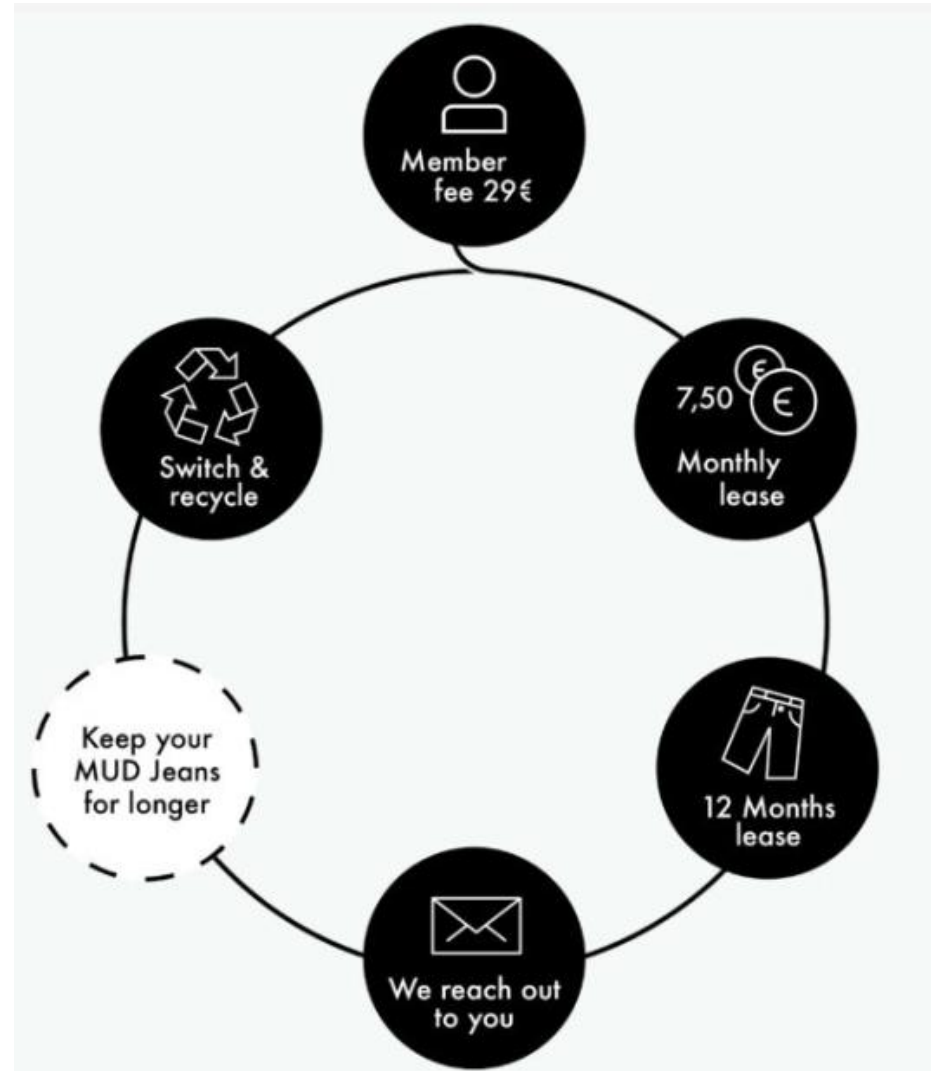 Member
fee 29€
7,50 € €
Monthly
lease
12 Months
lease
We reach out
to you
Keep your
MUD Jeans
for longer
Switch &
recycle